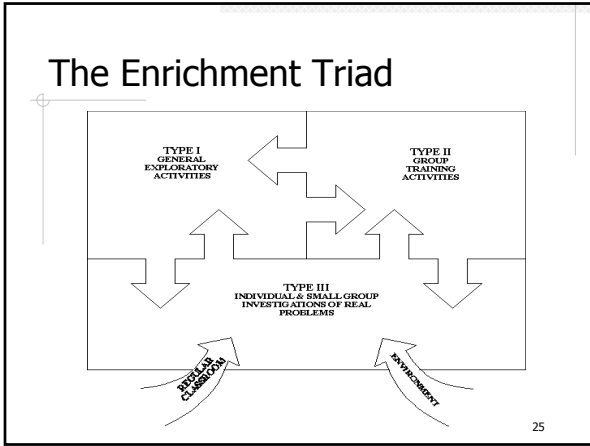 The Enrichment Triad
TYPE I
GENERAL
EXPLORATORY
ACTIVITIES
TYPE II
GROUP
TRAINING
ACTIVITIES
TYPE III
INDIVIDUAL & SMALL GROUP
INVESTIGATIONS OF REAL
PROBLEMS
REGULAR
CLASSROOM
ENVIRONMENT
25